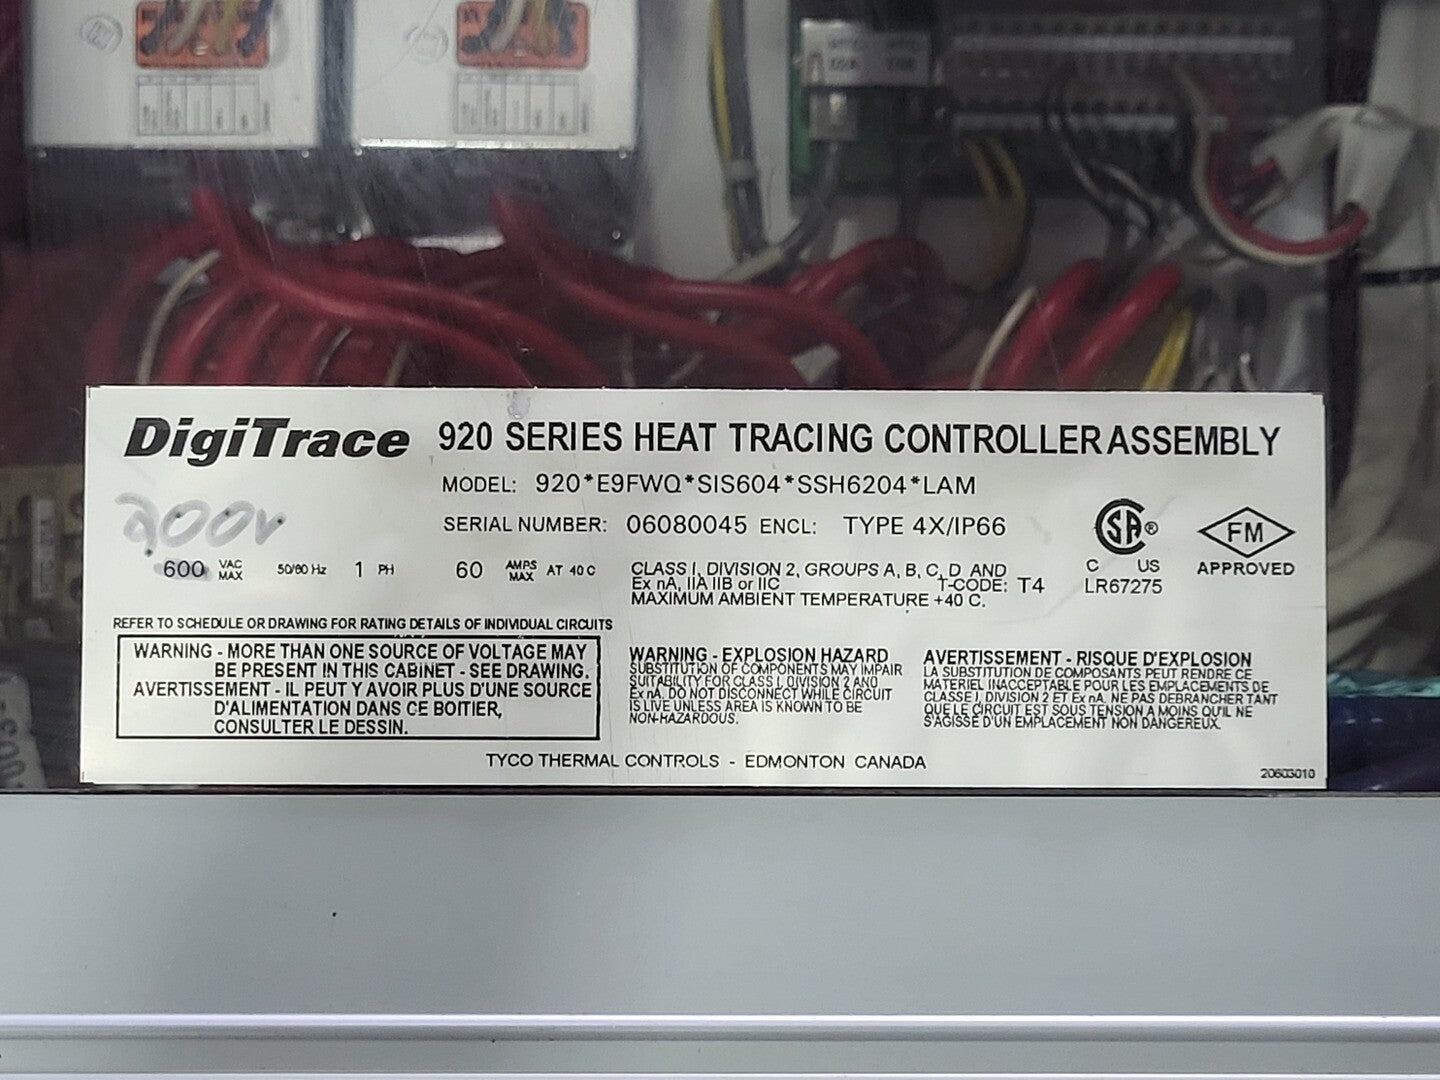 DigiTrace 920 SERIES HEAT TRACING CONTROLLER ASSEMBLY
MODEL: 920*E9FWQ*SIS604*SSH6204*LAM
200V
SERIAL NUMBER: 06080045 ENCL: TYPE 4X/IP66
600 VAC MAX 50/60 Hz 1 PH 60 AMPS MAX AT 40 C
CLASS I, DIVISION 2, GROUPS A, B, C, D AND
Ex nA, IIA IIB or IIC T-CODE: T4
MAXIMUM AMBIENT TEMPERATURE +40 C.
SA ®
C US
LR67275
FM
APPROVED
REFER TO SCHEDULE OR DRAWING FOR RATING DETAILS OF INDIVIDUAL CIRCUITS
WARNING - MORE THAN ONE SOURCE OF VOLTAGE MAY
BE PRESENT IN THIS CABINET - SEE DRAWING.
AVERTISSEMENT - IL PEUT Y AVOIR PLUS D'UNE SOURCE
D'ALIMENTATION DANS CE BOITIER,
CONSULTER LE DESSIN.
WARNING - EXPLOSION HAZARD
SUBSTITUTION OF COMPONENTS MAY IMPAIR
SUITABILITY FOR CLASS I, DIVISION 2 AND
Ex nA. DO NOT DISCONNECT WHILE CIRCUIT
IS LIVE UNLESS AREA IS KNOWN TO BE
NON-HAZARDOUS.
AVERTISSEMENT - RISQUE D'EXPLOSION
LA SUBSTITUTION DE COMPOSANTS PEUT RENDRE CE
MATERIEL INACCEPTABLE POUR LES EMPLACEMENTS DE
CLASSE I, DIVISION 2 ET Ex nA. NE PAS DEBRANCHER TANT
QUE LE CIRCUIT EST SOUS TENSION A MOINS QU'IL NE
S'AGISSE D'UN EMPLACEMENT NON DANGEREUX.
TYCO THERMAL CONTROLS - EDMONTON CANADA
20603010